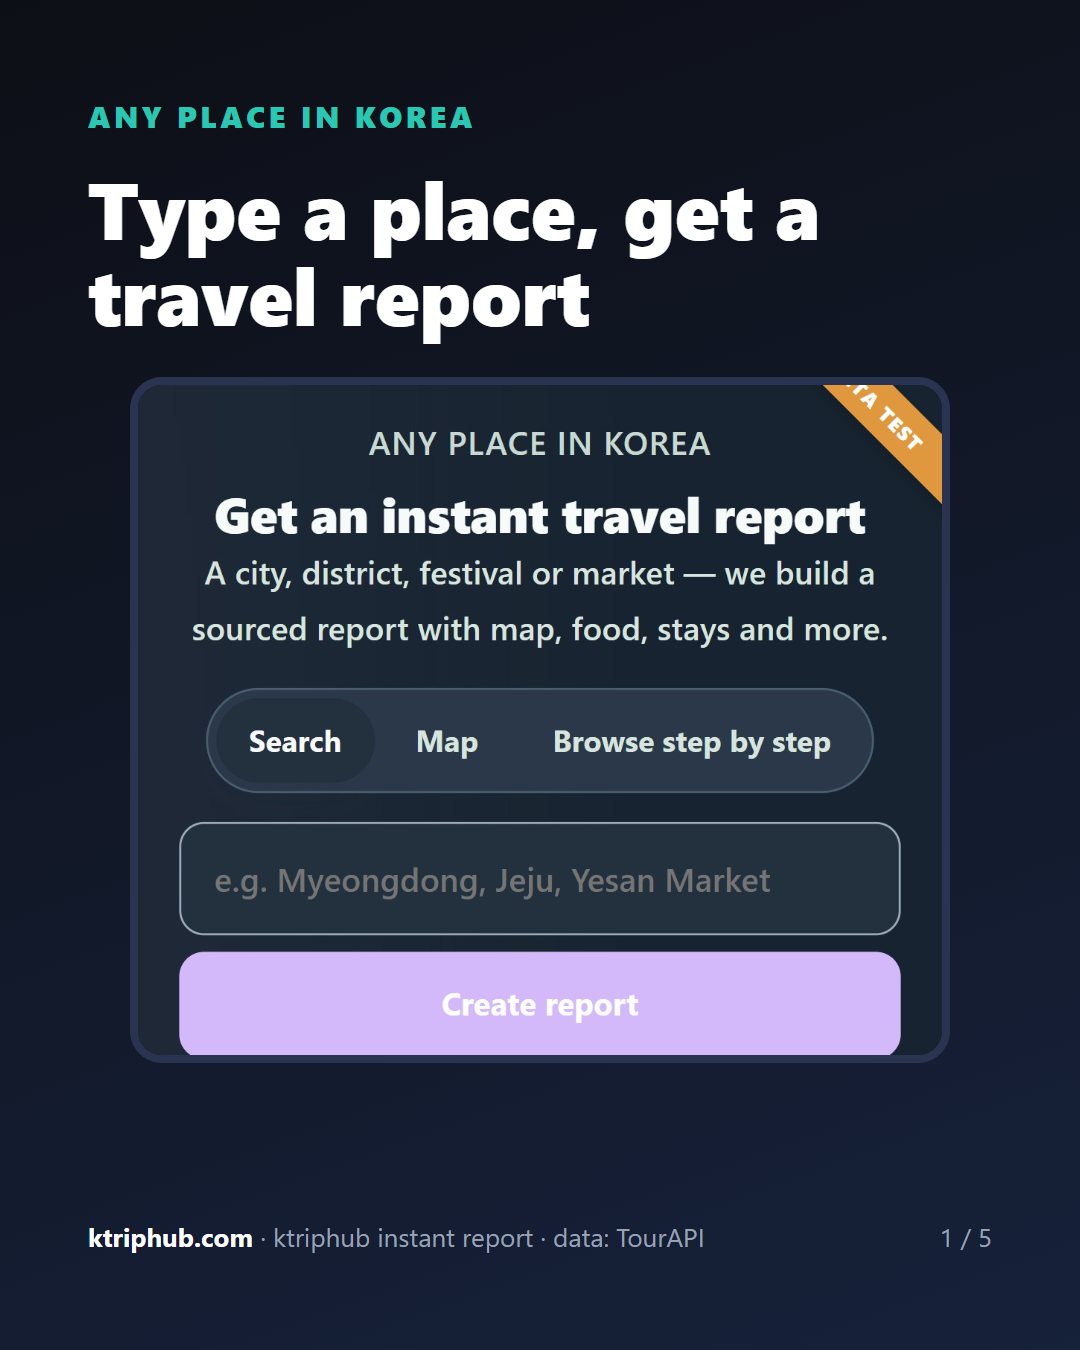 ANY PLACE IN KOREA
Type a place, get a
travel report
TEST
ANY PLACE IN KOREA
Get an instant travel report
A city, district, festival or market — we build a
sourced report with map, food, stays and more.
Search Map Browse step by step
e.g. Myeongdong, Jeju, Yesan Market
Create report
ktriphub.com · ktriphub instant report · data: TourAPI 1 / 5